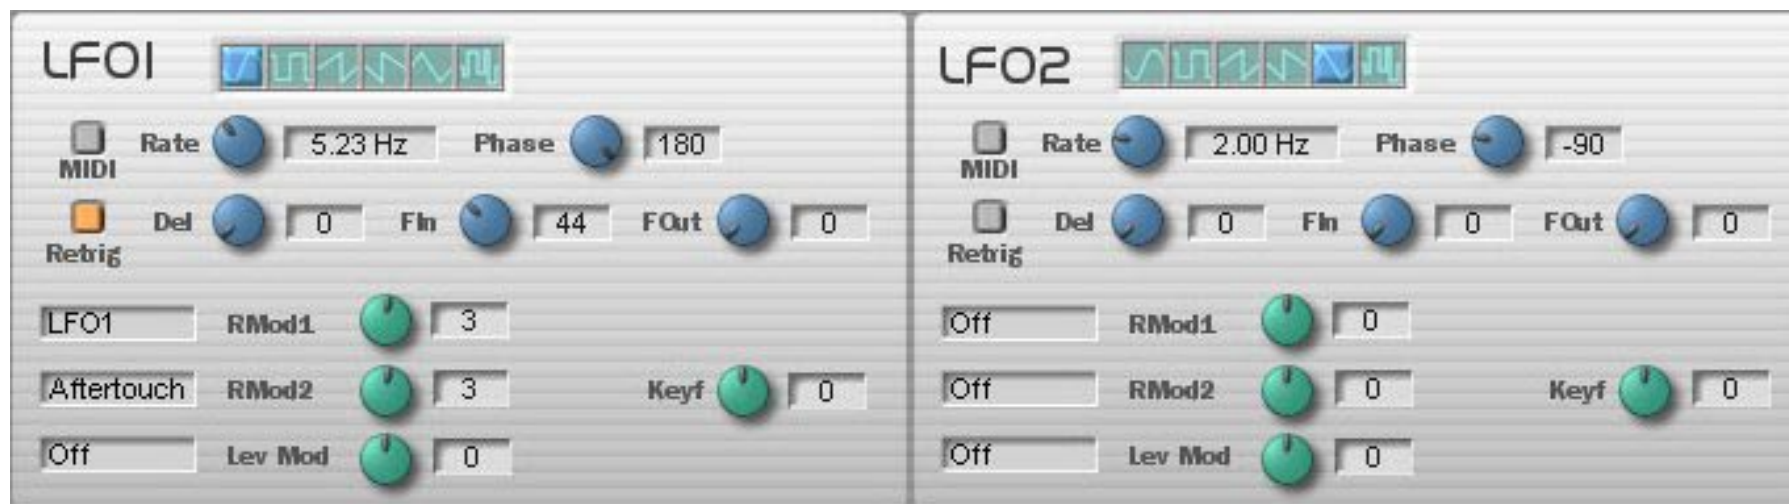 LFO1
MIDI Rate 5.23 Hz Phase 180
Retrig Del 0 FIn 44 FOut 0
LFO1 RMod1 3
Aftertouch RMod2 3 Keyf 0
Off Lev Mod 0
LFO2
MIDI Rate 2.00 Hz Phase -90
Retrig Del 0 FIn 0 FOut 0
Off RMod1 0
Off RMod2 0 Keyf 0
Off Lev Mod 0